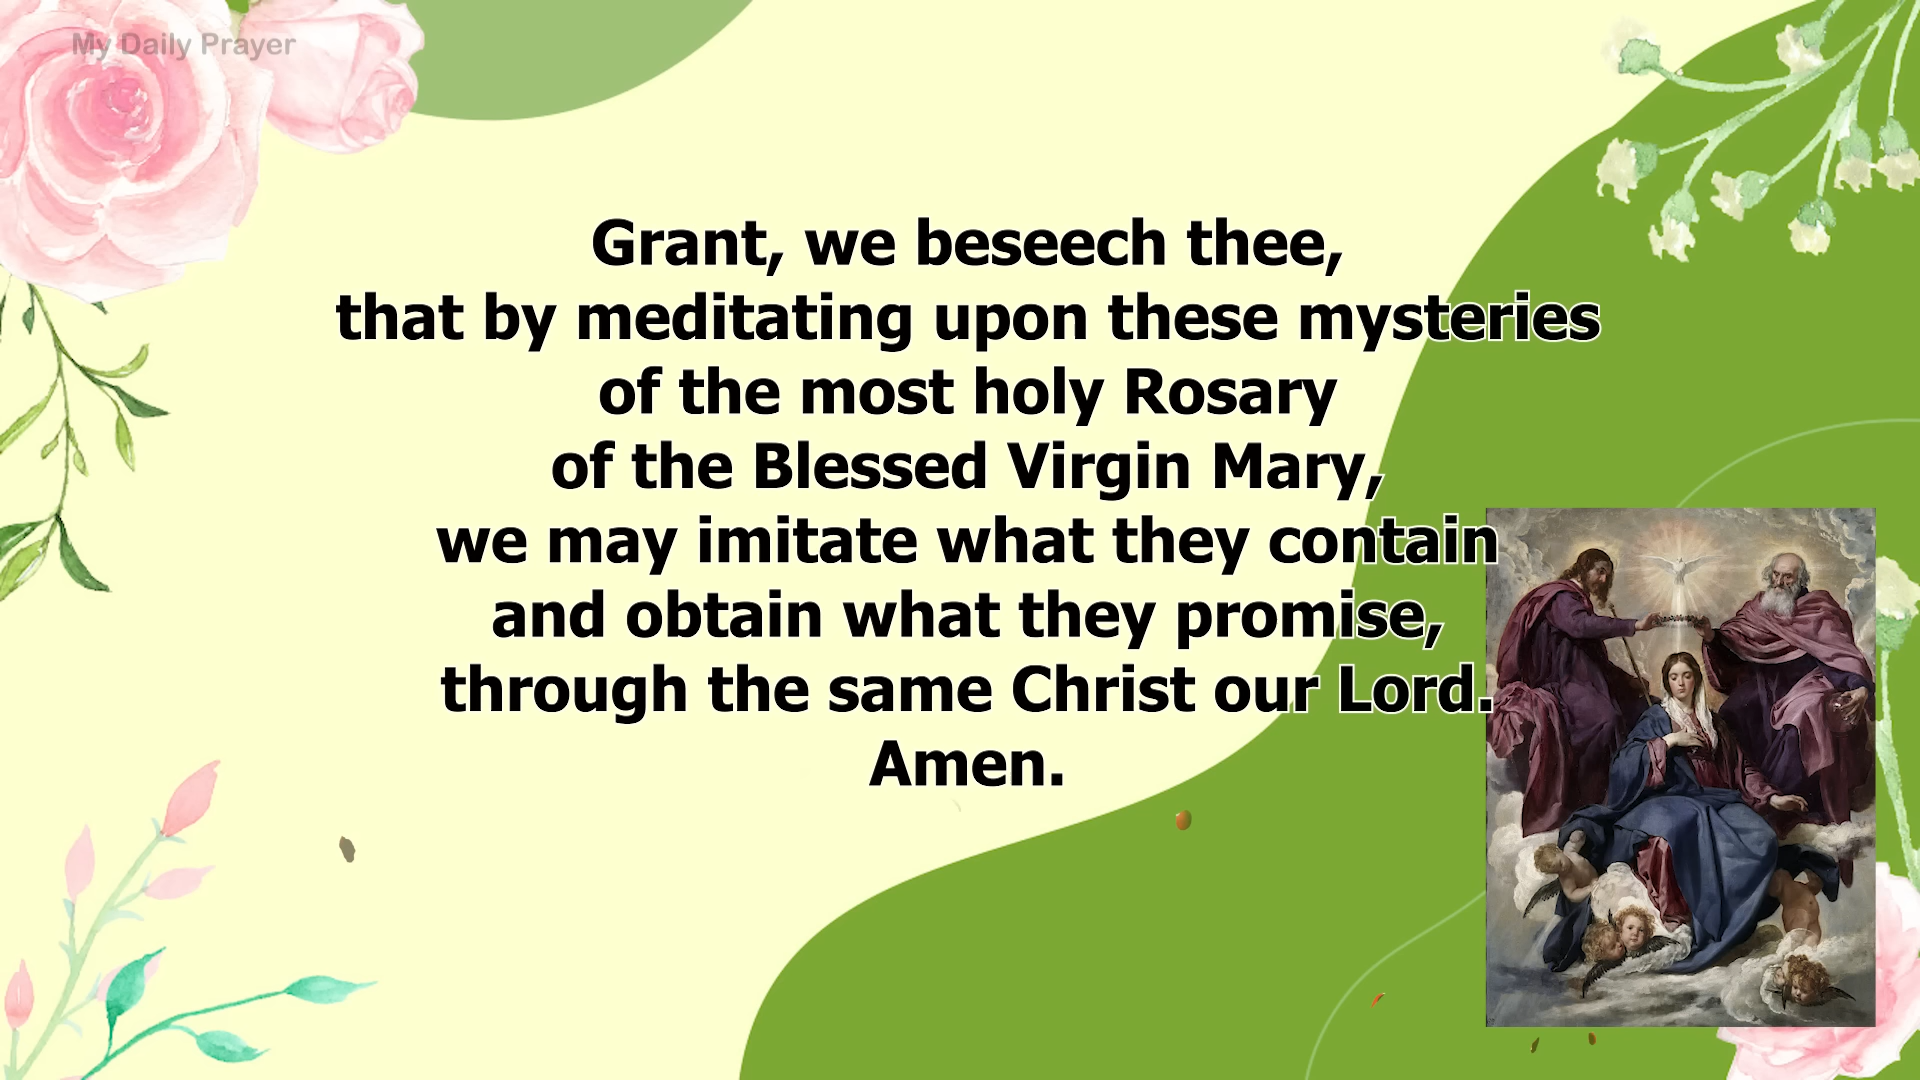 My Daily Prayer
Grant, we beseech thee,
that by meditating upon these mysteries
of the most holy Rosary
of the Blessed Virgin Mary,
we may imitate what they contain
and obtain what they promise,
through the same Christ our Lord.
Amen.